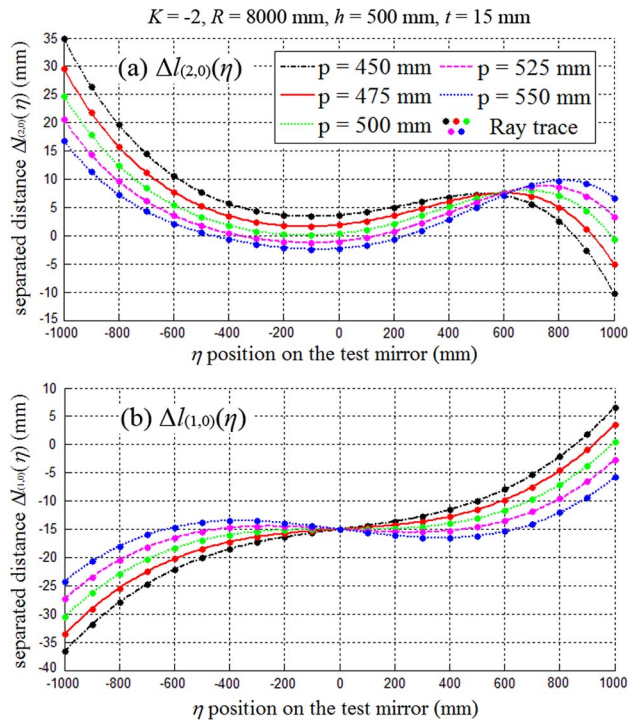 K = -2, R = 8000 mm, h = 500 mm, t = 15 mm
separated distance Δl(2,0)(η) (mm)
35
30
25
20
15
10
5
0
-5
-10
-15
(a) Δl(2,0)(η)
p = 450 mm
p = 475 mm
p = 500 mm
p = 525 mm
p = 550 mm
Ray trace
-1000 -800 -600 -400 -200 0 200 400 600 800 1000
η position on the test mirror (mm)
separated distance Δl(1,0)(η) (mm)
10
5
0
-5
-10
-15
-20
-25
-30
-35
-40
(b) Δl(1,0)(η)
-1000 -800 -600 -400 -200 0 200 400 600 800 1000
η position on the test mirror (mm)